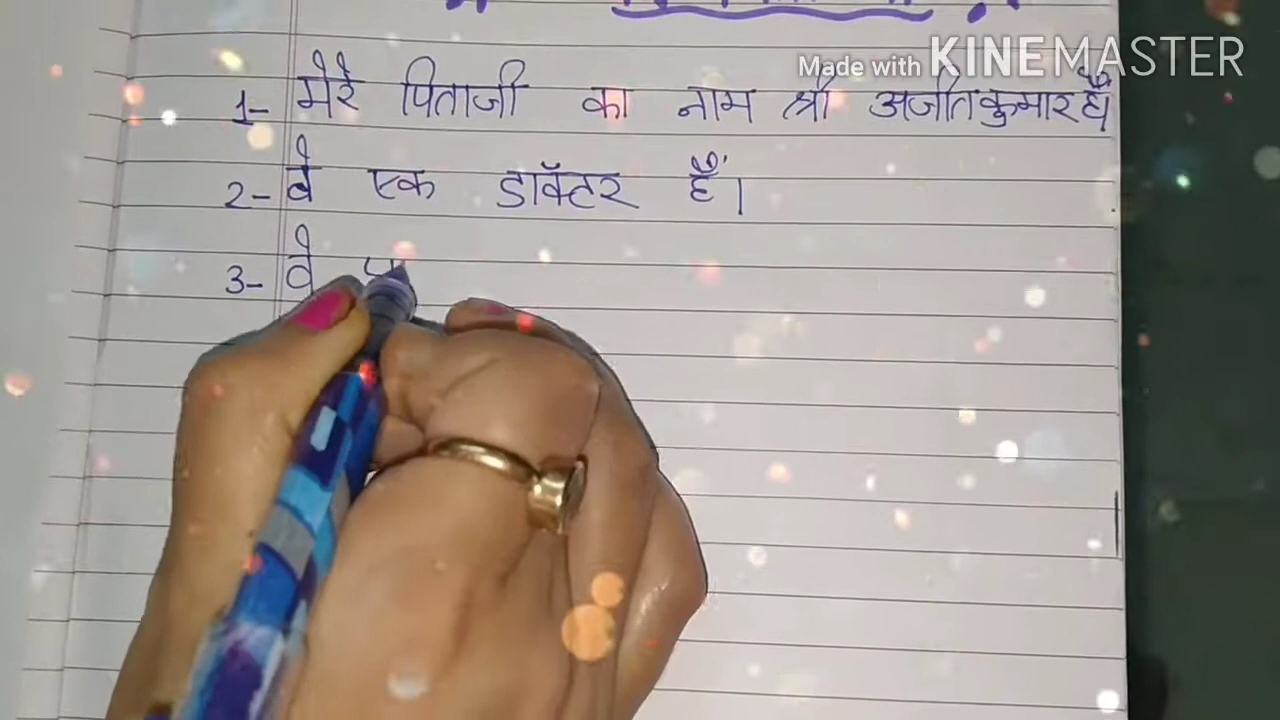 Made with KINEMASTER
1- मेरे पिताजी का नाम श्री अजीतकुमार है।
2- वे एक डॉक्टर हैं।
3- वे